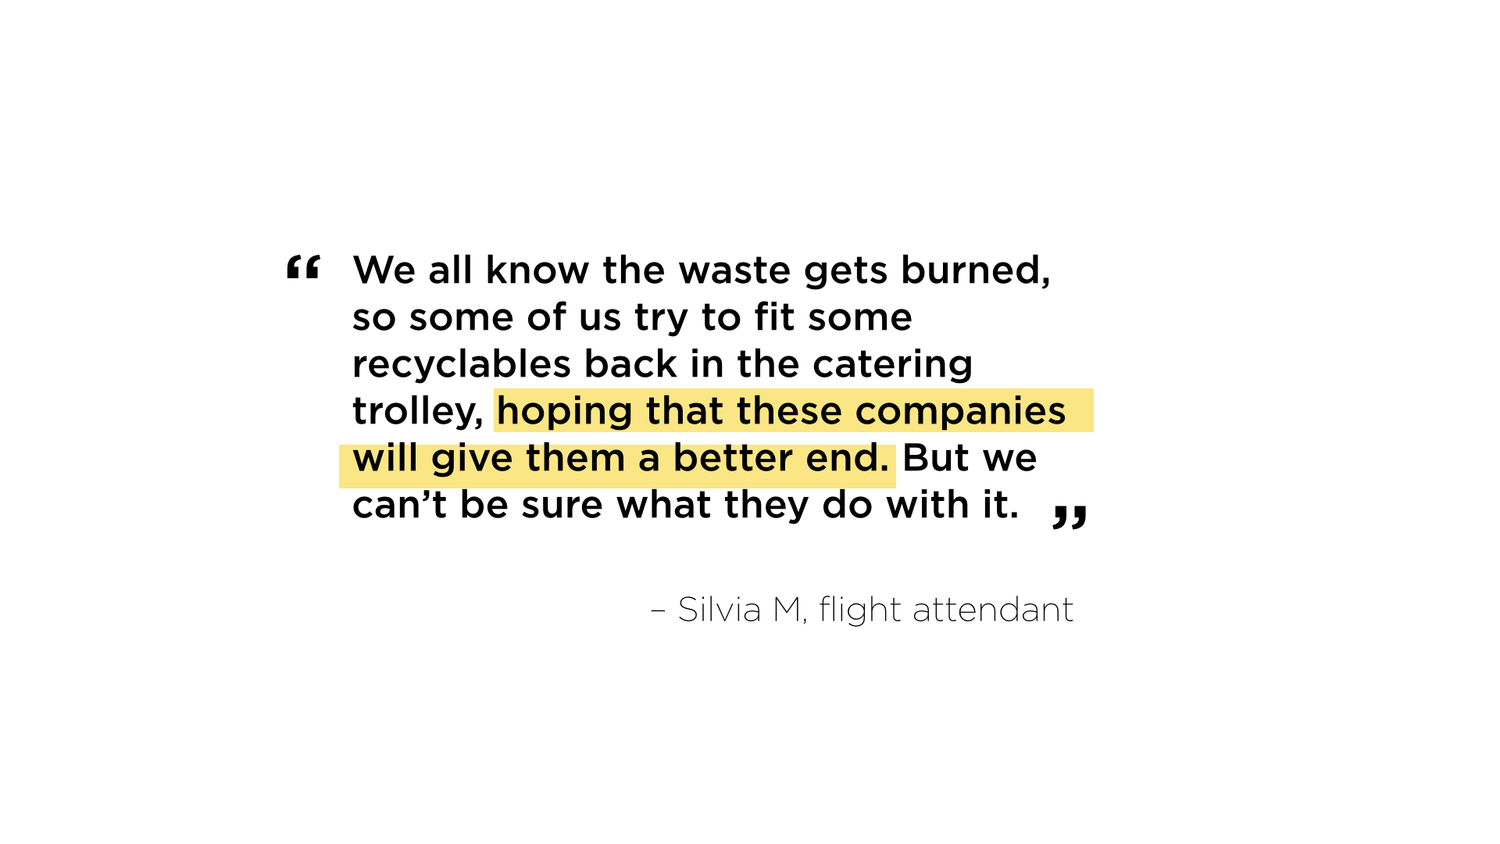 “ We all know the waste gets burned,
so some of us try to fit some
recyclables back in the catering
trolley, hoping that these companies
will give them a better end. But we
can’t be sure what they do with it. ”
– Silvia M, flight attendant